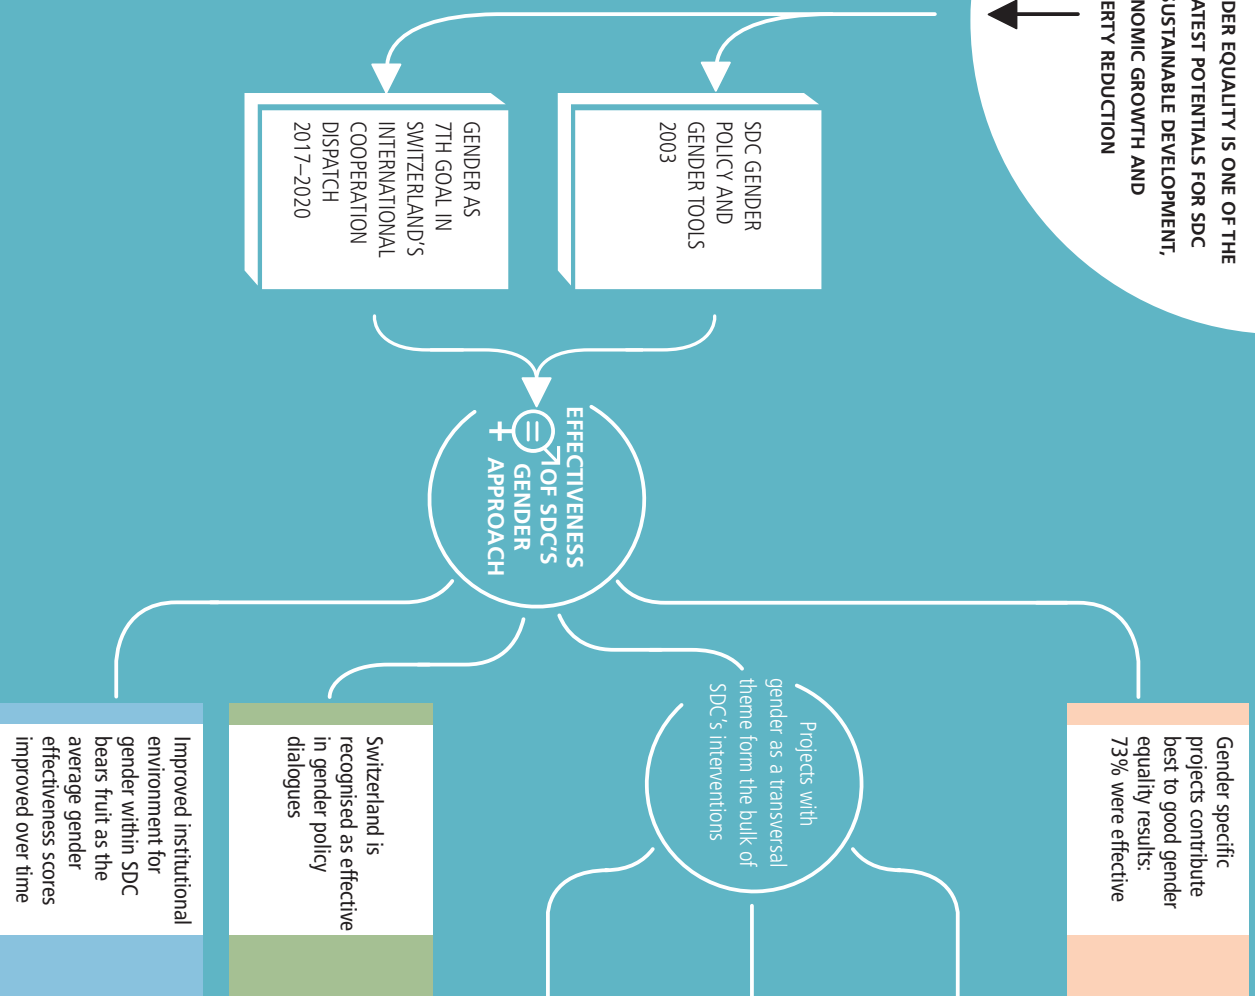 DER EQUALITY IS ONE OF THE
ATEST POTENTIALS FOR SDC
SUSTAINABLE DEVELOPMENT,
NOMIC GROWTH AND
ERTY REDUCTION
SDC GENDER
POLICY AND
GENDER TOOLS
2003
GENDER AS
7TH GOAL IN
SWITZERLAND'S
INTERNATIONAL
COOPERATION
DISPATCH
2017–2020
EFFECTIVENESS
OF SDC'S
GENDER
APPROACH
Gender specific
projects contribute
best to good gender
equality results:
73% were effective
Projects with
gender as a transversal
theme form the bulk of
SDC's interventions
Switzerland is
recognised as effective
in gender policy
dialogues
Improved institutional
environment for
gender within SDC
bears fruit as the
average gender
effectiveness scores
improved over time